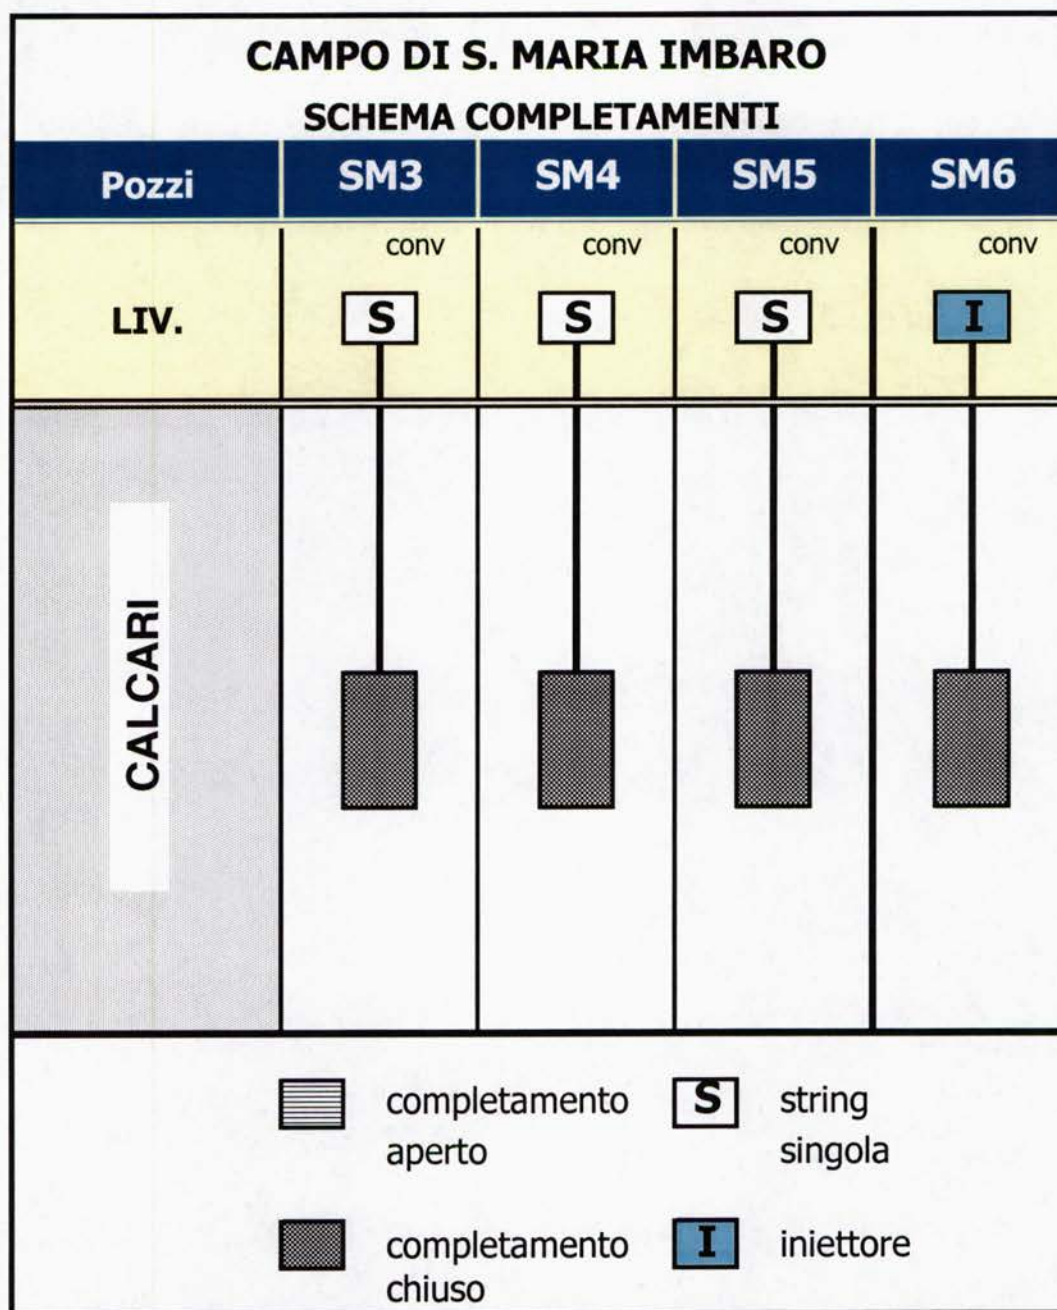 CAMPO DI S. MARIA IMBARO
SCHEMA COMPLETAMENTI
Pozzi SM3 SM4 SM5 SM6
conv conv conv conv
LIV. S S S I
CALCARI
completamento aperto
S string singola
completamento chiuso
I iniettore